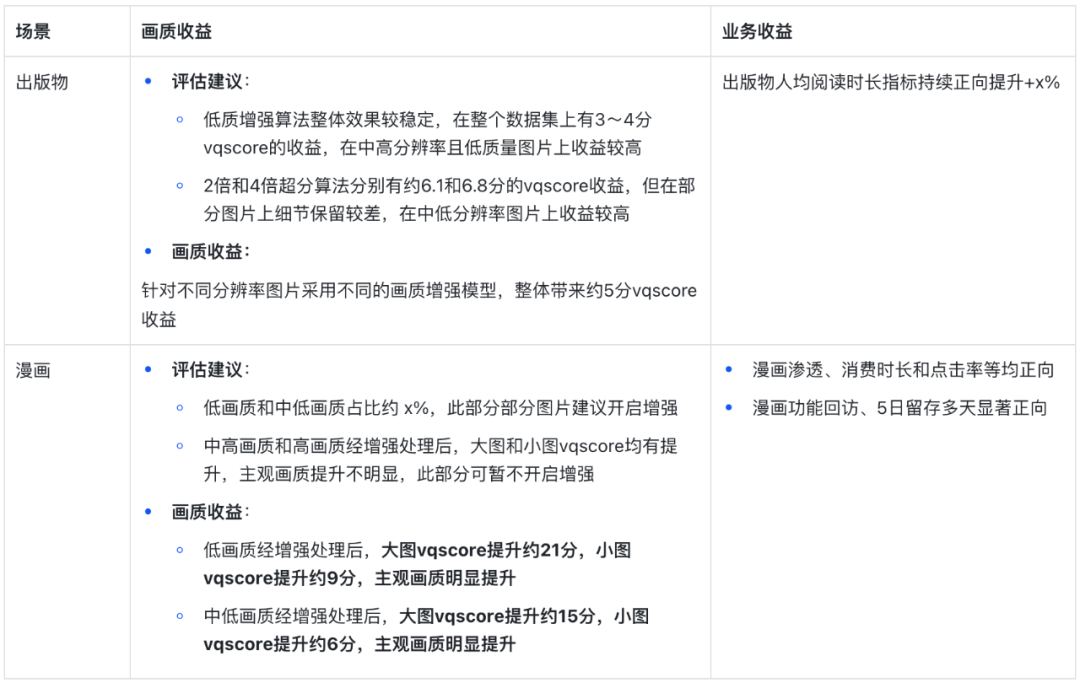 场景
画质收益
业务收益
出版物
评估建议：
低质增强算法整体效果较稳定，在整个数据集上有3～4分
vqscore的收益，在中高分辨率且低质量图片上收益较高
2倍和4倍超分算法分别有约6.1和6.8分的vqscore收益，但在部
分图片上细节保留较差，在中低分辨率图片上收益较高
画质收益：
针对不同分辨率图片采用不同的画质增强模型，整体带来约5分vqscore
收益
出版物人均阅读时长指标持续正向提升+x%
漫画
评估建议：
低画质和中低画质占比约 x%，此部分部分图片建议开启增强
中高画质和高画质经增强处理后，大图和小图vqscore均有提
升，主观画质提升不明显，此部分可暂不开启增强
画质收益：
低画质经增强处理后，大图vqscore提升约21分，小图
vqscore提升约9分，主观画质明显提升
中低画质经增强处理后，大图vqscore提升约15分，小图
vqscore提升约6分，主观画质明显提升
漫画渗透、消费时长和点击率等均正向
漫画功能回访、5日留存多天显著正向